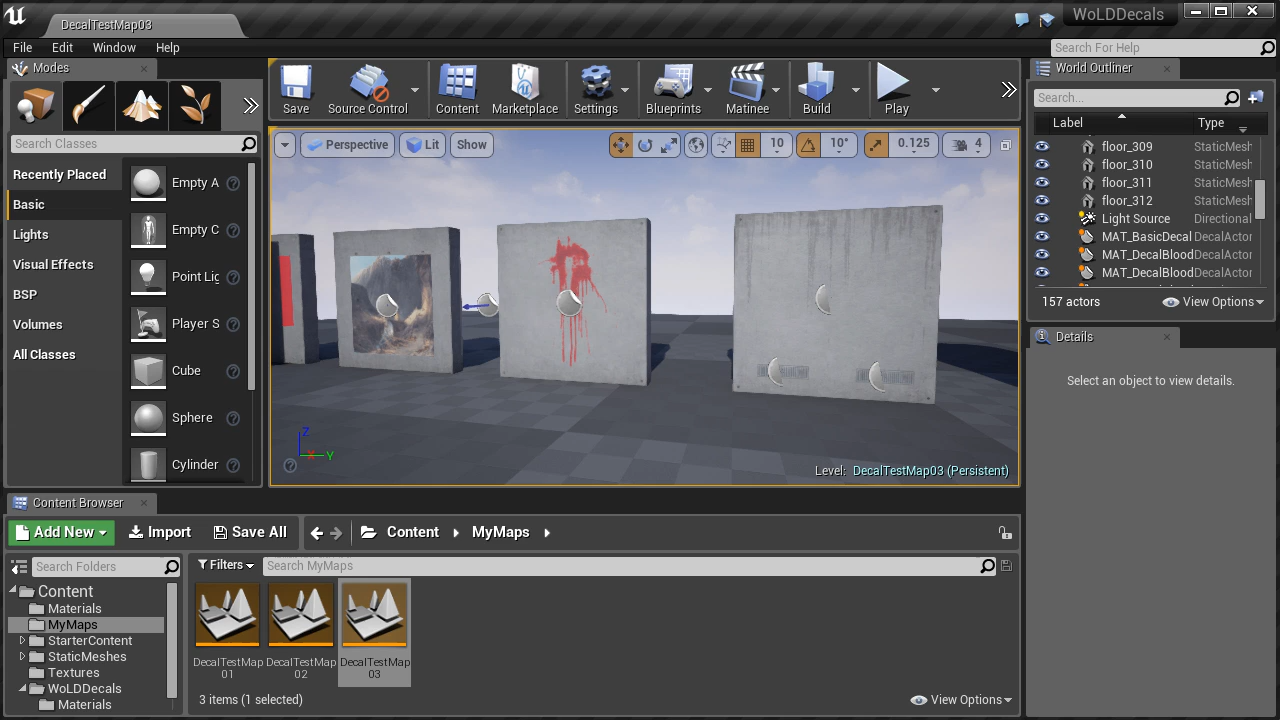 DecalTestMap03
WoLDDecals
File Edit Window Help
Search For Help
Modes
Save Source Control Content Marketplace Settings Blueprints Matinee Build Play
World Outliner
Search...
Label Type
Search Classes
Perspective Lit Show 10 10° 0.125 4
floor_309 StaticMesh
floor_310 StaticMesh
floor_311 StaticMesh
floor_312 StaticMesh
Light Source Directional
MAT_BasicDecal DecalActor
MAT_DecalBlood DecalActor
MAT_DecalBlood DecalActor
157 actors View Options
Recently Placed
Basic
Lights
Visual Effects
BSP
Volumes
All Classes
Empty A
Empty C
Point Lig
Player S
Cube
Sphere
Cylinder
Details
Select an object to view details.
Z
X Y
Level: DecalTestMap03 (Persistent)
Content Browser
Add New Import Save All Content MyMaps
Search Folders
Filters Search MyMaps
Content
Materials
MyMaps
StarterContent
StaticMeshes
Textures
WoLDDecals
Materials
DecalTestMap
01
DecalTestMap
02
DecalTestMap
03
3 items (1 selected) View Options